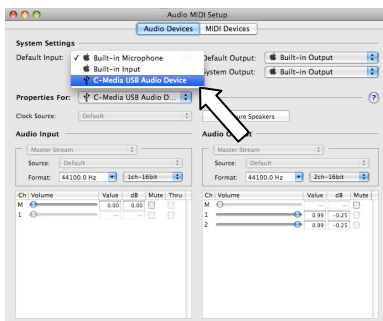 Audio MIDI Setup
Audio Devices MIDI Devices
System Settings
Default Input: ✓ Built-in Microphone Default Output: Built-in Output
Built-in Input System Output: Built-in Output
C-Media USB Audio Device
Properties For: C-Media USB Audio D... ?
Clock Source: Default ure Speakers
Audio Input Audio O
Master Stream Master Stream
Source: Default Source: Default
Format: 44100.0 Hz 1ch-16bit Format: 44100.0 Hz 2ch-16bit
Ch Volume Value dB Mute Thru Ch Volume Value dB Mute
M 0.00 0.00 M -- --
1 -- -- 1 0.99 -0.25
2 0.99 -0.25